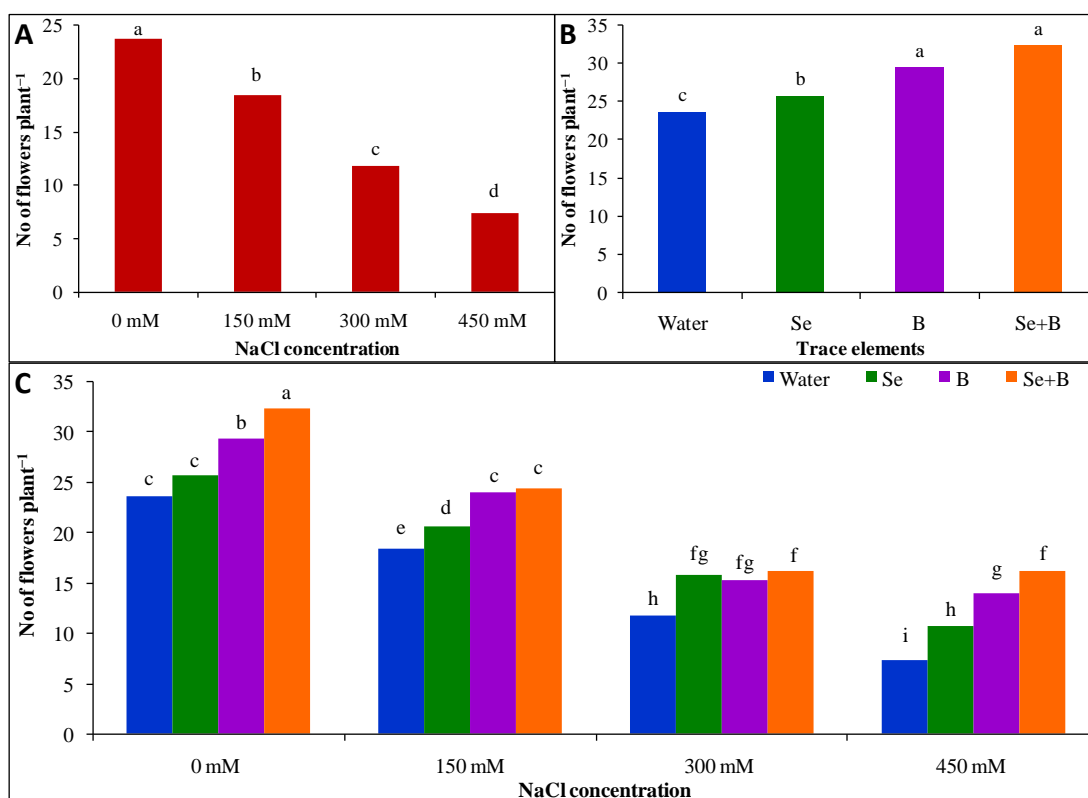 A
No of flowers plant⁻¹
25
20
15
10
5
0
a
b
c
d
0 mM 150 mM 300 mM 450 mM
NaCl concentration
B
No of flowers plant⁻¹
35
30
25
20
15
10
5
0
c
b
a
a
Water Se B Se+B
Trace elements
C
Water Se B Se+B
No of flowers plant⁻¹
35
30
25
20
15
10
5
0
c c b a
e d c c
h fg fg f
i h g f
0 mM 150 mM 300 mM 450 mM
NaCl concentration